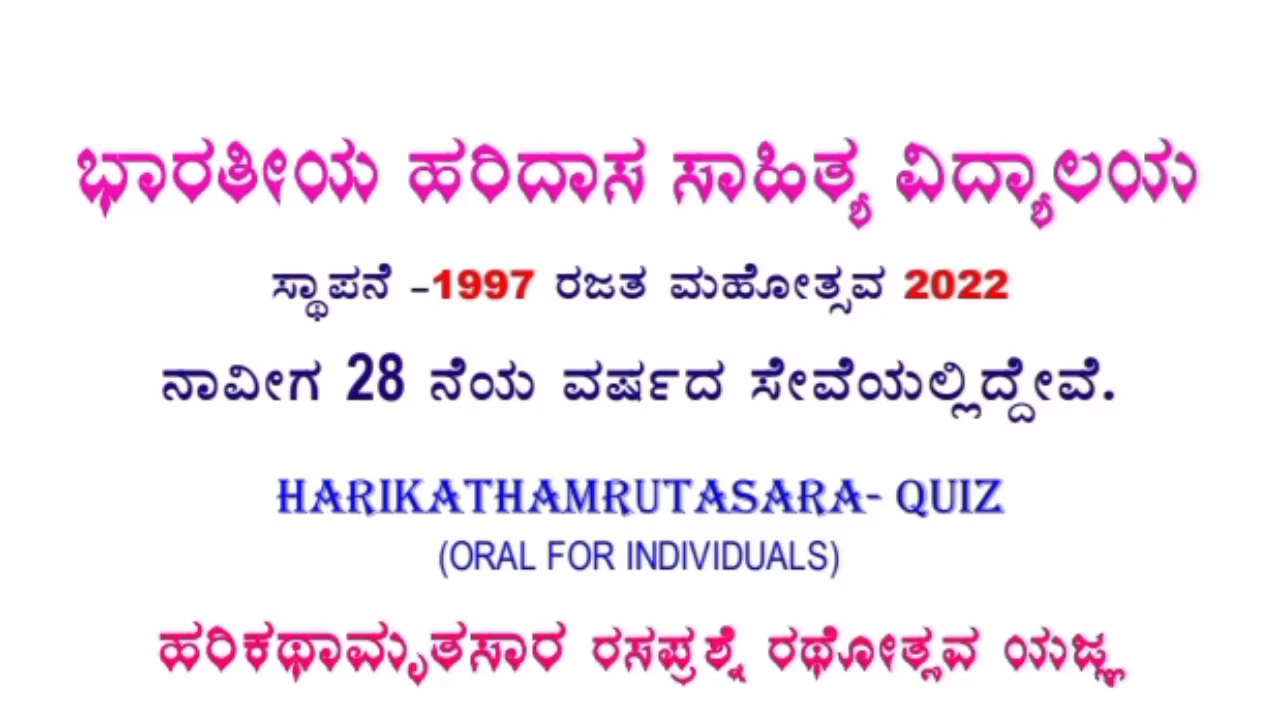 ಭಾರತೀಯ ಹರಿದಾಸ ಸಾಹಿತ್ಯ ವಿದ್ಯಾಲಯ
ಸ್ಥಾಪನೆ -1997 ರಜತ ಮಹೋತ್ಸವ 2022
ನಾವೀಗ 28 ನೆಯ ವರ್ಷದ ಸೇವೆಯಲ್ಲಿದ್ದೇವೆ.
HARIKATHAMRUTASARA- QUIZ
(ORAL FOR INDIVIDUALS)
ಹರಿಕಥಾಮೃತಸಾರ ರಸಪ್ರಶ್ನೆ ರಥೋತ್ಸವ ಯಜ್ಞ